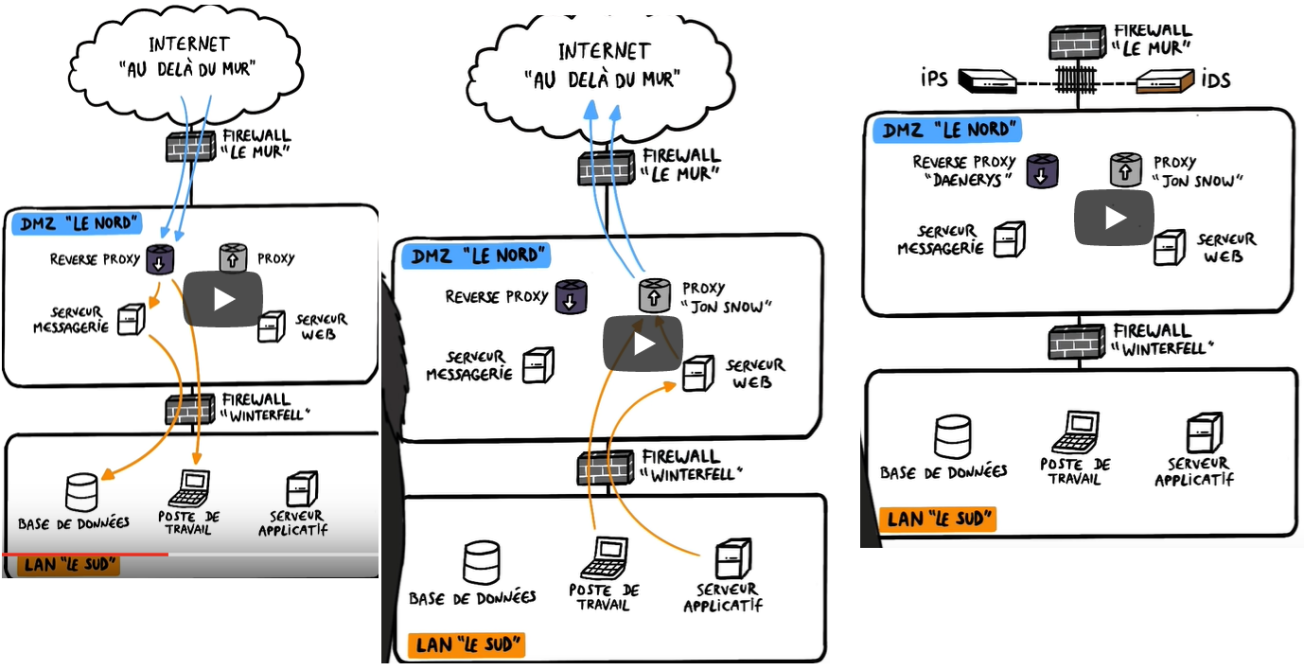 INTERNET
"AU DELÀ DU MUR"
FIREWALL
"LE MUR"
DMZ "LE NORD"
REVERSE PROXY
PROXY
SERVEUR
MESSAGERIE
SERVEUR
WEB
FIREWALL
"WINTERFELL"
BASE DE DONNÉES
POSTE DE
TRAVAIL
SERVEUR
APPLICATIF
LAN "LE SUD"
INTERNET
"AU DELÀ DU MUR"
FIREWALL
"LE MUR"
DMZ "LE NORD"
REVERSE PROXY
PROXY
"JON SNOW"
SERVEUR
MESSAGERIE
SERVEUR
WEB
FIREWALL
"WINTERFELL"
BASE DE DONNÉES
POSTE DE
TRAVAIL
SERVEUR
APPLICATIF
LAN "LE SUD"
FIREWALL
"LE MUR"
iPS
iDS
DMZ "LE NORD"
REVERSE PROXY
"DAENERYS"
PROXY
"JON SNOW"
SERVEUR
MESSAGERIE
SERVEUR
WEB
FIREWALL
"WINTERFELL"
BASE DE DONNÉES
POSTE DE
TRAVAIL
SERVEUR
APPLICATIF
LAN "LE SUD"